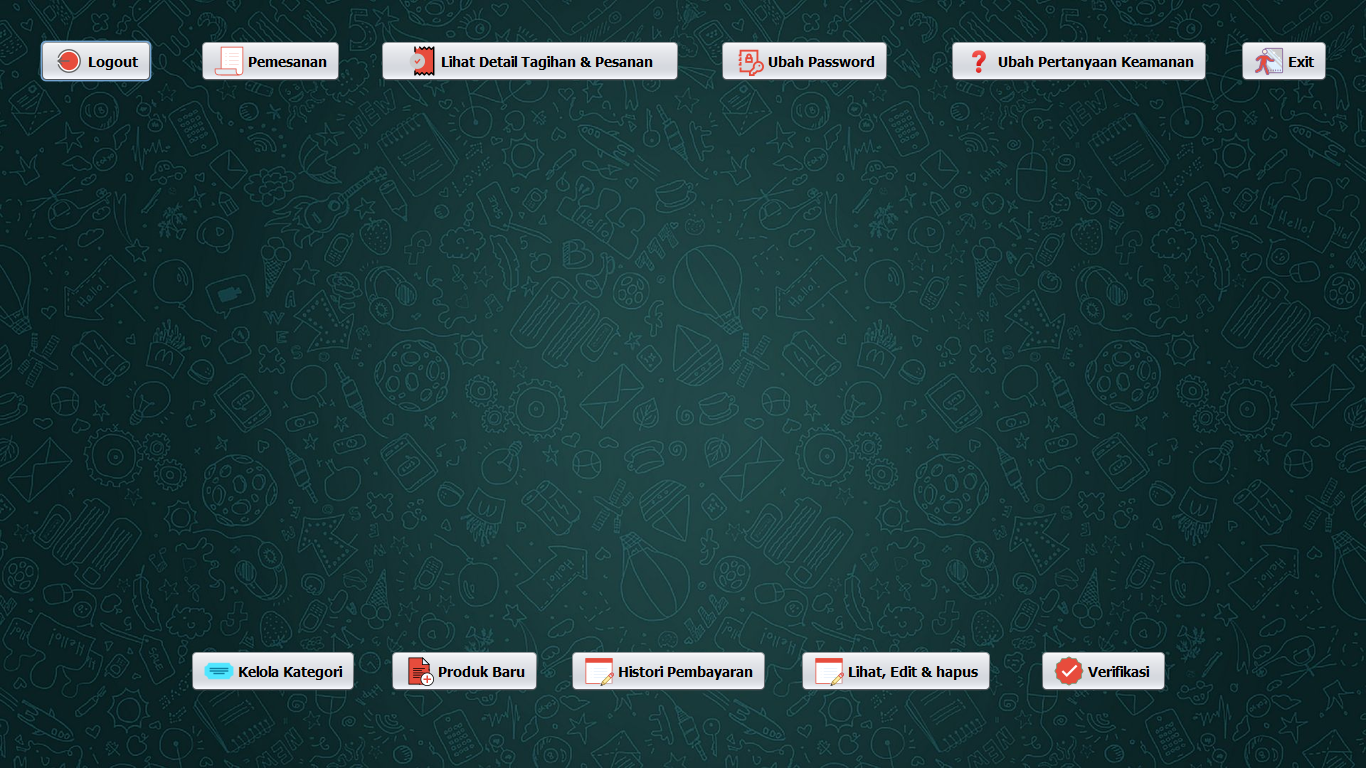 Logout
Pemesanan
Lihat Detail Tagihan & Pesanan
Ubah Password
Ubah Pertanyaan Keamanan
Exit
Kelola Kategori
Produk Baru
Histori Pembayaran
Lihat, Edit & hapus
Verifikasi